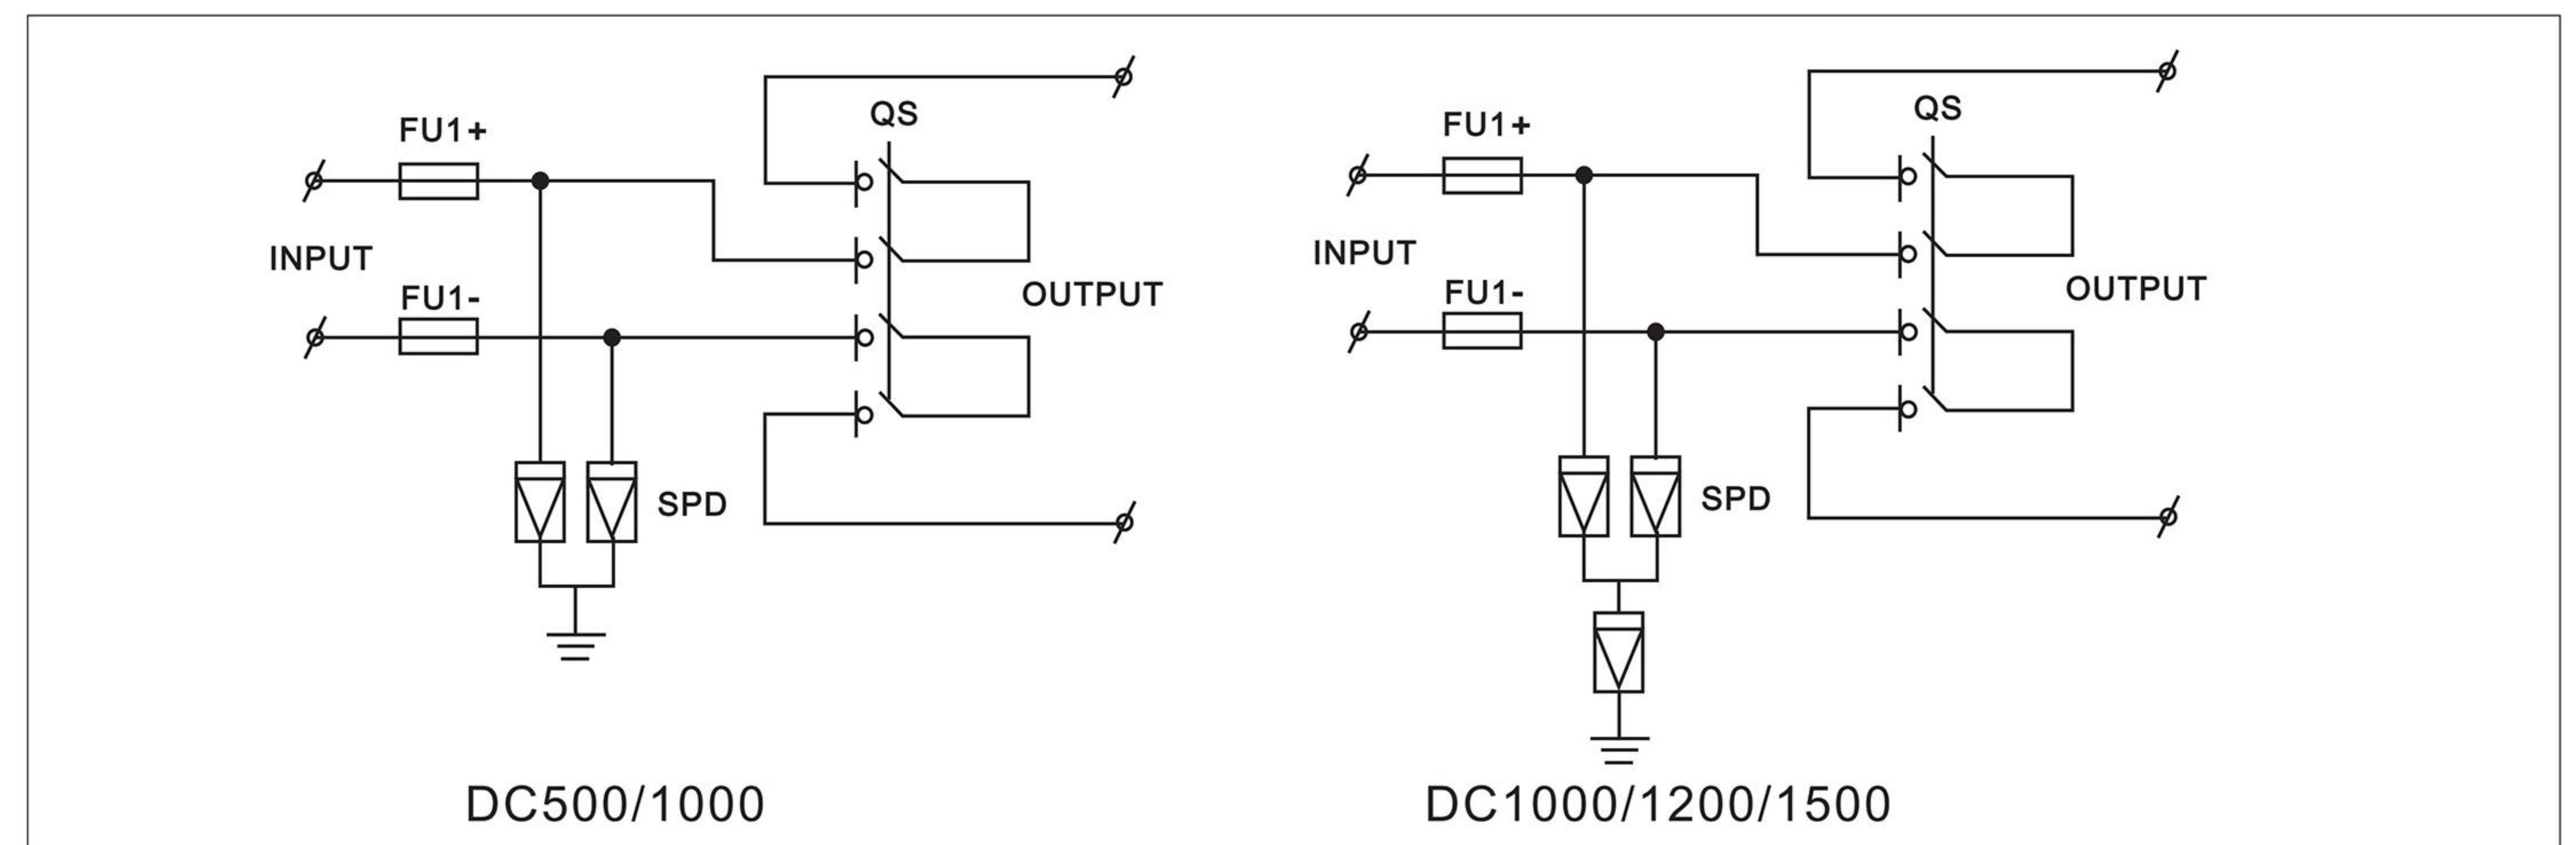 QS
FU1+
INPUT
FU1-
OUTPUT
SPD
DC500/1000
QS
FU1+
INPUT
FU1-
OUTPUT
SPD
DC1000/1200/1500